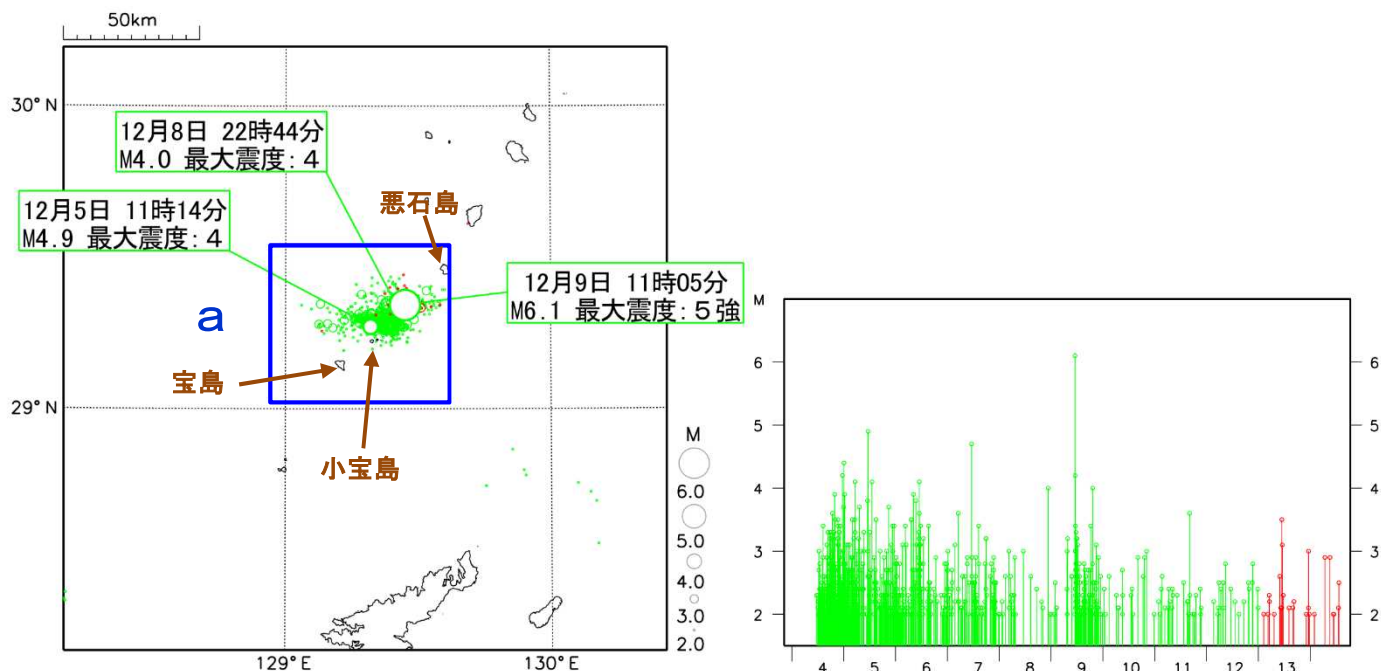 50km
30°N
12月8日 22時44分
M4.0 最大震度:4
12月5日 11時14分
M4.9 最大震度:4
悪石島
12月9日 11時05分
M6.1 最大震度:5強
a
宝島
29°N
小宝島
M
6.0
5.0
4.0
3.0
2.0
129°E
130°E
M
6
5
4
3
2
6
5
4
3
2
4 5 6 7 8 9 10 11 12 13